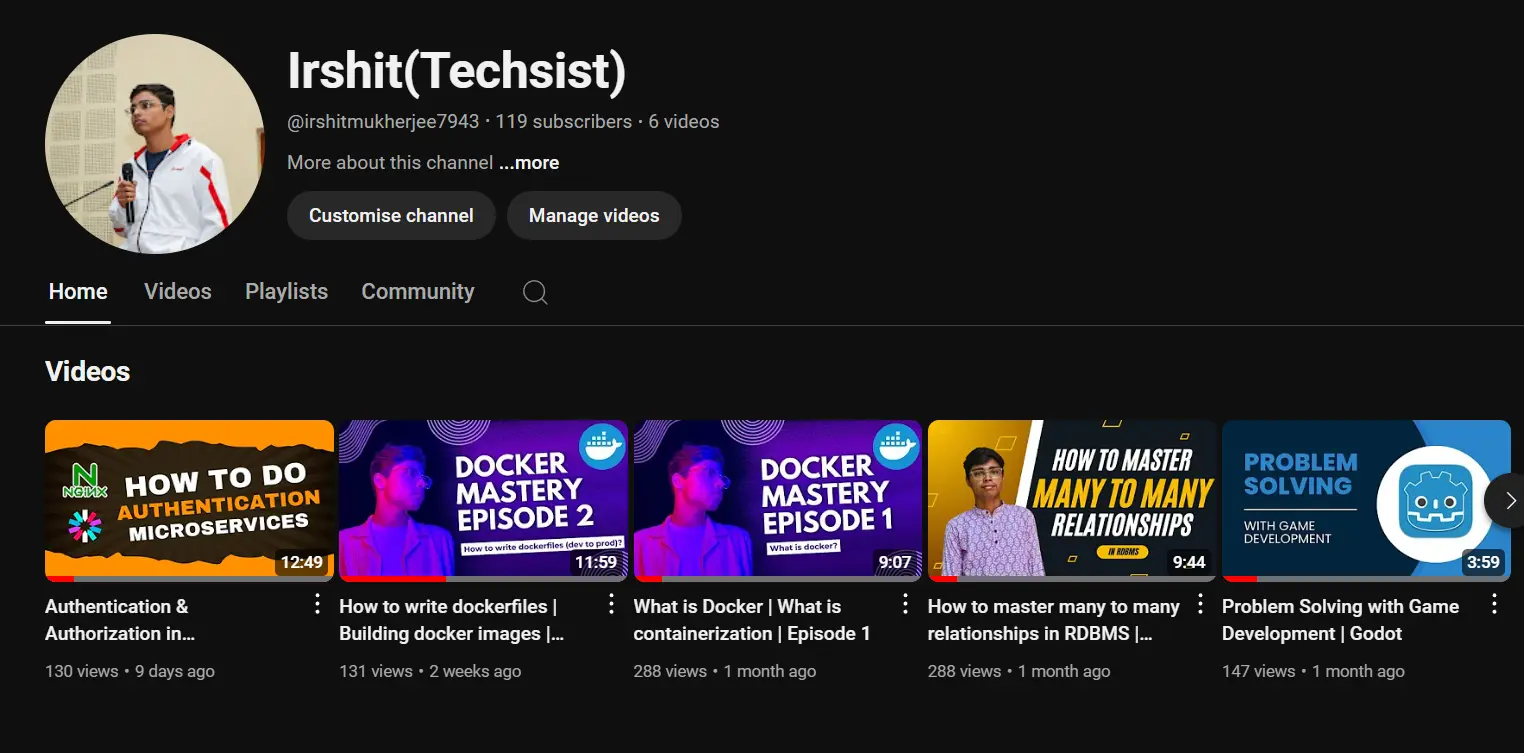 Irshit(Techsist)
@irshitmukherjee7943 · 119 subscribers · 6 videos
More about this channel ...more
Customise channel
Manage videos
Home
Videos
Playlists
Community
Videos
NGINX
HOW TO DO
AUTHENTICATION
MICROSERVICES
12:49
DOCKER
MASTERY
EPISODE 2
How to write dockerfiles (dev to prod)?
11:59
DOCKER
MASTERY
EPISODE 1
What is docker?
9:07
HOW TO MASTER
MANY TO MANY
RELATIONSHIPS
IN RDBMS
9:44
PROBLEM
SOLVING
WITH GAME
DEVELOPMENT
3:59
Authentication &
Authorization in...
130 views • 9 days ago
How to write dockerfiles |
Building docker images |...
131 views • 2 weeks ago
What is Docker | What is
containerization | Episode 1
288 views • 1 month ago
How to master many to many
relationships in RDBMS |...
288 views • 1 month ago
Problem Solving with Game
Development | Godot
147 views • 1 month ago